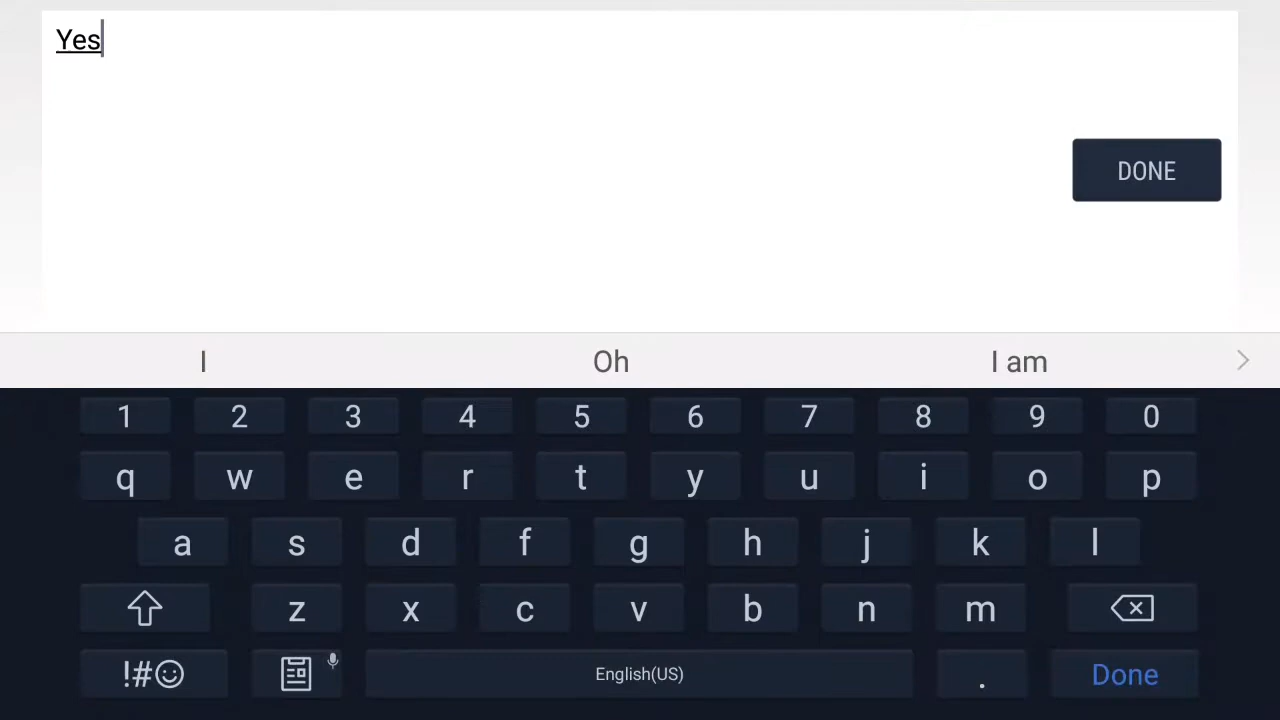 Yes
DONE
I Oh I am
1 2 3 4 5 6 7 8 9 0
q w e r t y u i o p
a s d f g h j k l
z x c v b n m
!#☺ English(US) . Done